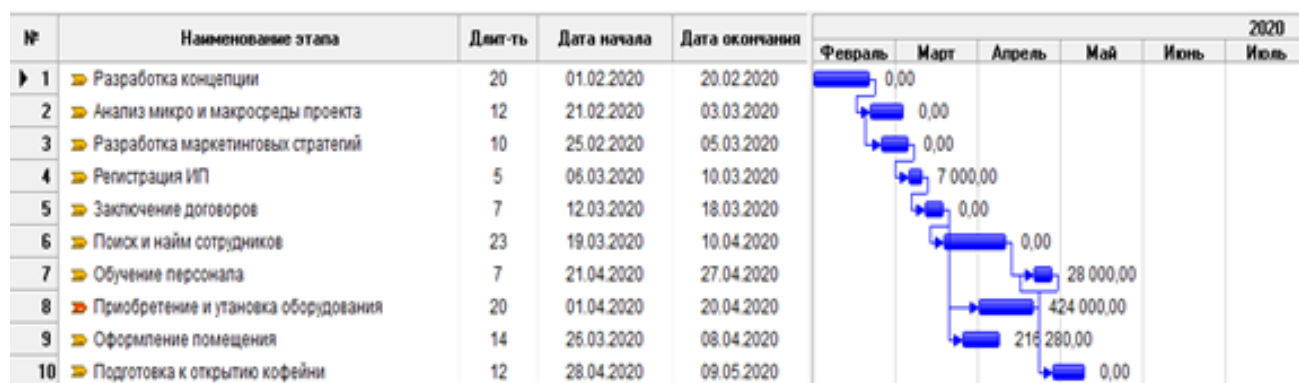 № Наименование этапа Длит-ть Дата начала Дата окончания 2020
Февраль Март Апрель Май Июнь Июль
1 Разработка концепции 20 01.02.2020 20.02.2020 0,00
2 Анализ микро и макросреды проекта 12 21.02.2020 03.03.2020 0,00
3 Разработка маркетинговых стратегий 10 25.02.2020 05.03.2020 0,00
4 Регистрация ИП 5 06.03.2020 10.03.2020 7 000,00
5 Заключение договоров 7 12.03.2020 18.03.2020 0,00
6 Поиск и найм сотрудников 23 19.03.2020 10.04.2020 0,00
7 Обучение персонала 7 21.04.2020 27.04.2020 28 000,00
8 Приобретение и утановка оборудования 20 01.04.2020 20.04.2020 424 000,00
9 Оформление помещения 14 26.03.2020 08.04.2020 216 280,00
10 Подготовка к открытию кофейни 12 28.04.2020 09.05.2020 0,00